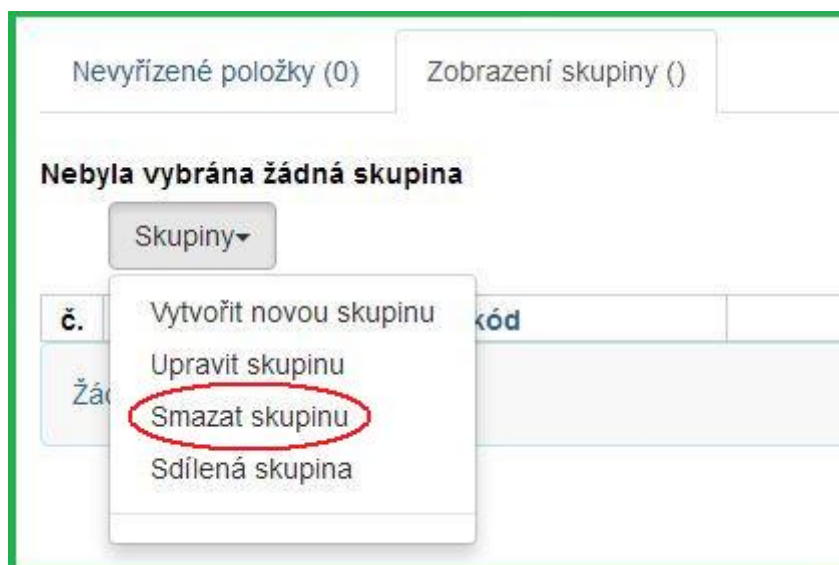 Nevyřízené položky (0)
Zobrazení skupiny ()
Nebyla vybrána žádná skupina
Skupiny
č.
kód
Vytvořit novou skupinu
Upravit skupinu
Smazat skupinu
Sdílená skupina